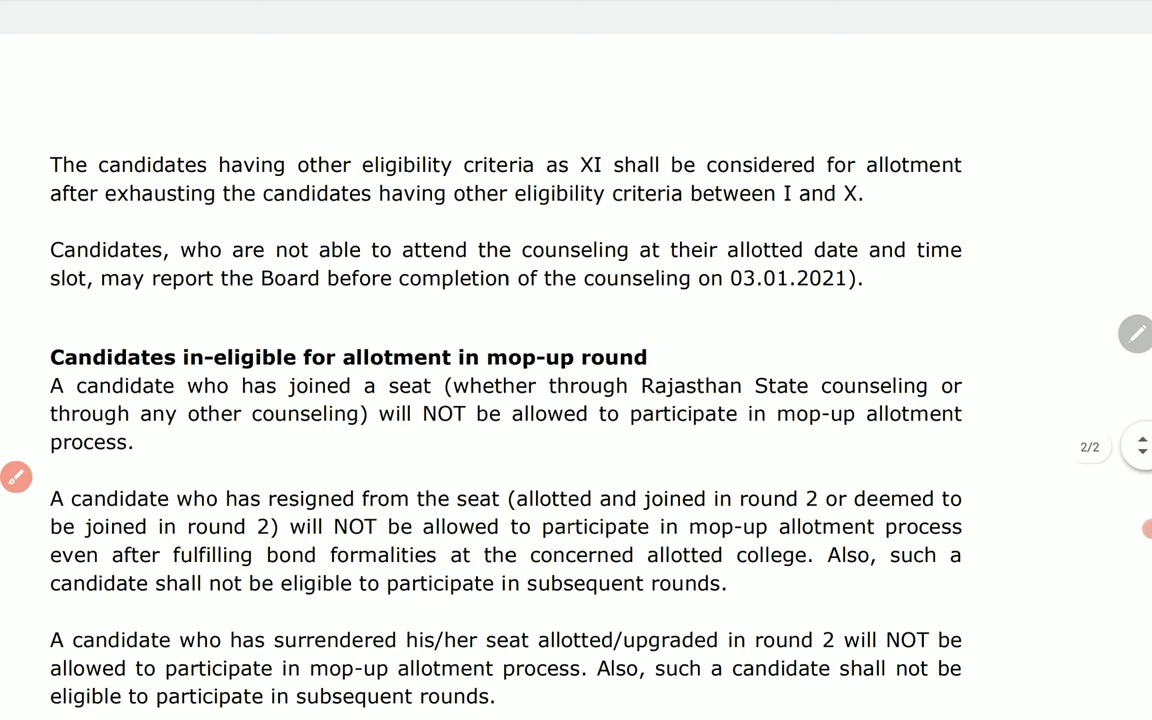 The candidates having other eligibility criteria as XI shall be considered for allotment
after exhausting the candidates having other eligibility criteria between I and X.
Candidates, who are not able to attend the counseling at their allotted date and time
slot, may report the Board before completion of the counseling on 03.01.2021).
Candidates in-eligible for allotment in mop-up round
A candidate who has joined a seat (whether through Rajasthan State counseling or
through any other counseling) will NOT be allowed to participate in mop-up allotment
process.
2/2
A candidate who has resigned from the seat (allotted and joined in round 2 or deemed to
be joined in round 2) will NOT be allowed to participate in mop-up allotment process
even after fulfilling bond formalities at the concerned allotted college. Also, such a
candidate shall not be eligible to participate in subsequent rounds.
A candidate who has surrendered his/her seat allotted/upgraded in round 2 will NOT be
allowed to participate in mop-up allotment process. Also, such a candidate shall not be
eligible to participate in subsequent rounds.